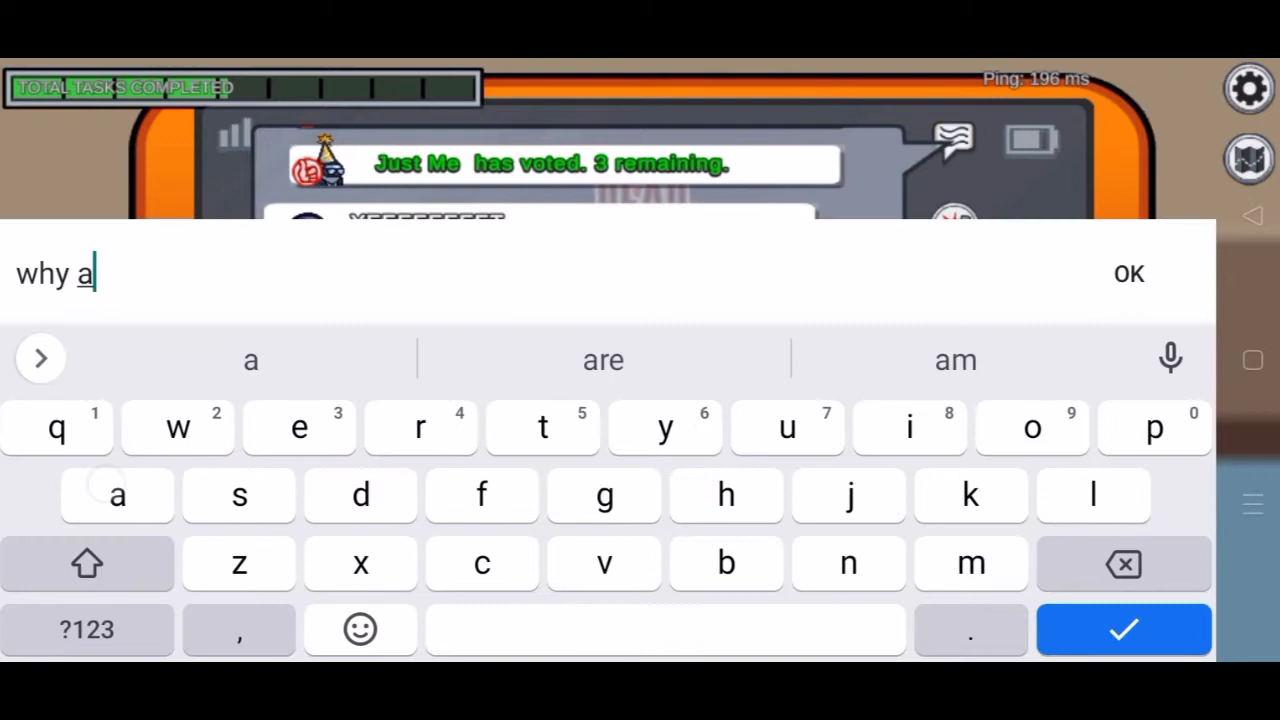 TOTAL TASKS COMPLETED
Ping: 196 ms
Just Me has voted. 3 remaining.
why a
OK
a are am
q 1 w 2 e 3 r 4 t 5 y 6 u 7 i 8 o 9 p 0
a s d f g h j k l
z x c v b n m
?123 , .